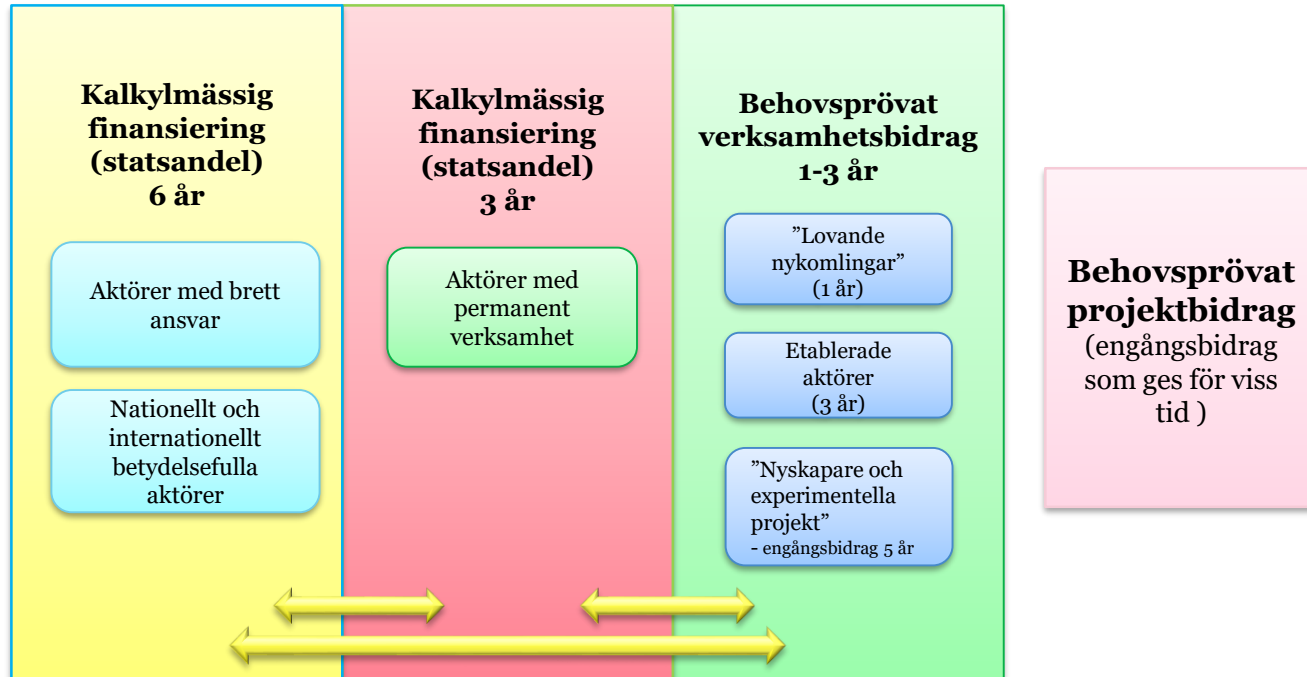 Kalkylmässig
finansiering
(statsandel)
6 år
Aktörer med brett
ansvar
Nationellt och
internationellt
betydelsefulla
aktörer
Kalkylmässig
finansiering
(statsandel)
3 år
Aktörer med
permanent
verksamhet
Behovsprövat
verksamhetsbidrag
1-3 år
”Lovande
nykomlingar”
(1 år)
Etablerade
aktörer
(3 år)
”Nyskapare och
experimentella
projekt”
- engångsbidrag 5 år
Behovsprövat
projektbidrag
(engångsbidrag
som ges för viss
tid )